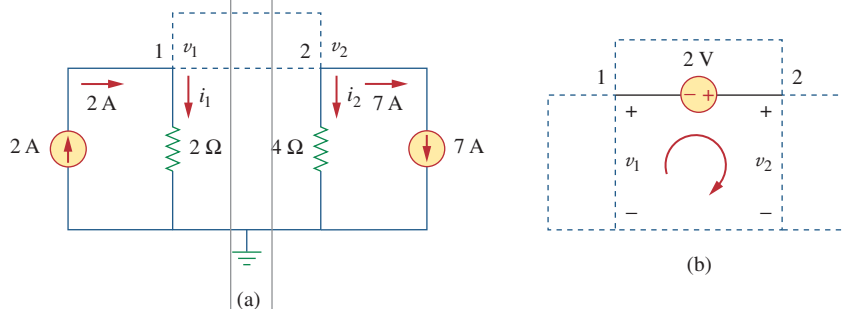 1 v₁ 2 v₂
2 A i₁ i₂ 7 A
2 A 2 Ω 4 Ω 7 A
(a)
2 V
1 − + 2
+ +
v₁ v₂
− −
(b)